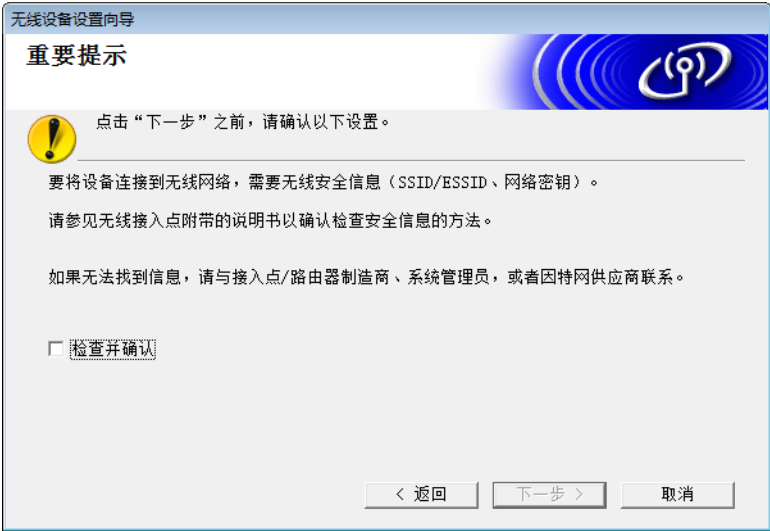 无线设备设置向导
重要提示
点击“下一步”之前，请确认以下设置。
要将设备连接到无线网络，需要无线安全信息（SSID/ESSID、网络密钥）。
请参见无线接入点附带的说明书以确认检查安全信息的方法。
如果无法找到信息，请与接入点/路由器制造商、系统管理员，或者因特网供应商联系。
检查并确认
< 返回
下一步 >
取消